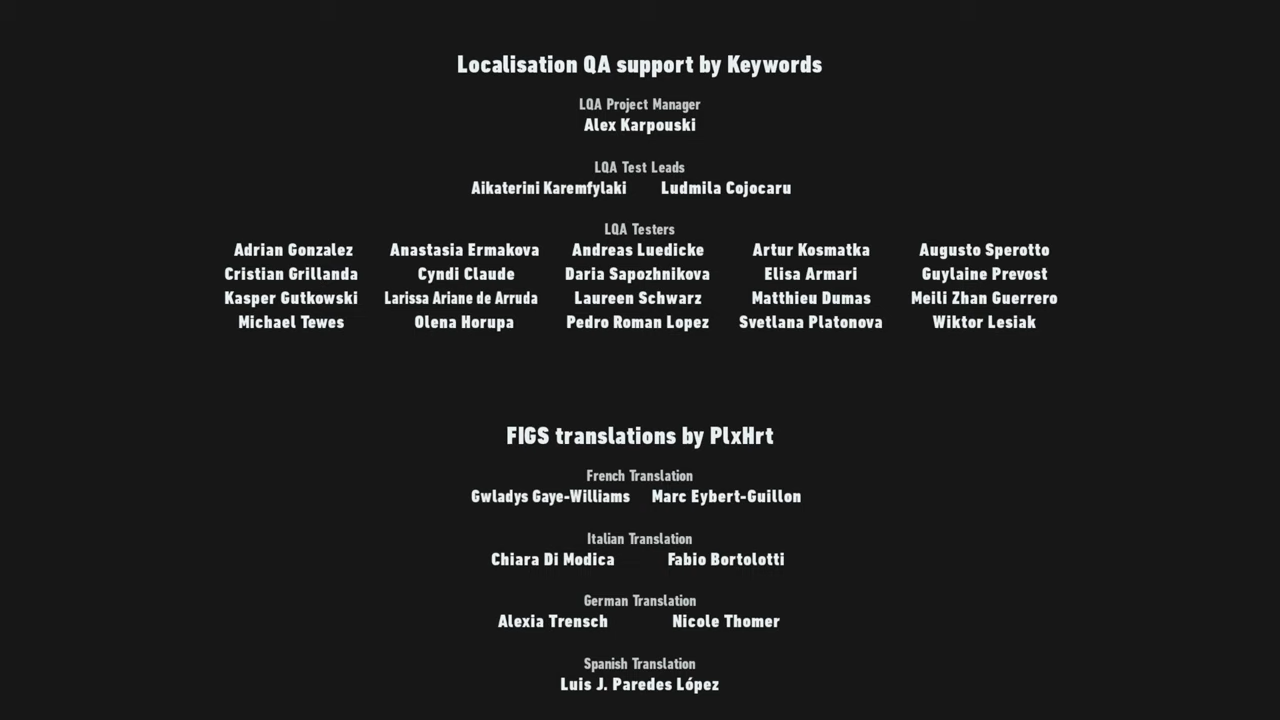 Localisation QA support by Keywords
LQA Project Manager
Alex Karpouski
LQA Test Leads
Aikaterini Karemfylaki Ludmila Cojocaru
LQA Testers
Adrian Gonzalez Anastasia Ermakova Andreas Luedicke Artur Kosmatka Augusto Sperotto
Cristian Grillanda Cyndi Claude Daria Sapozhnikova Elisa Armari Guylaine Prevost
Kasper Gutkowski Larissa Ariane de Arruda Laureen Schwarz Matthieu Dumas Meili Zhan Guerrero
Michael Tewes Olena Horupa Pedro Roman Lopez Svetlana Platonova Wiktor Lesiak
FIGS translations by PlxHrt
French Translation
Gwladys Gaye-Williams Marc Eybert-Guillon
Italian Translation
Chiara Di Modica Fabio Bortolotti
German Translation
Alexia Trensch Nicole Thomer
Spanish Translation
Luis J. Paredes López